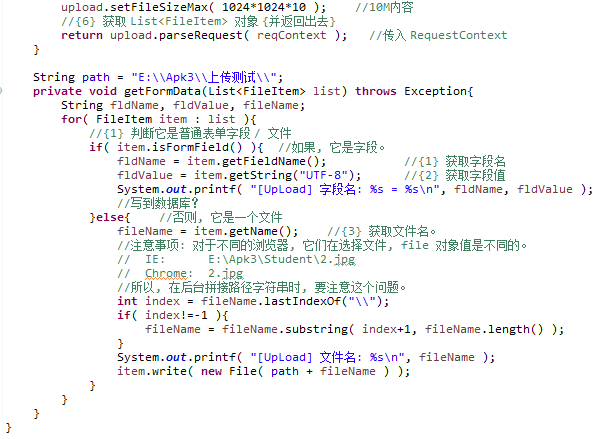 upload.setFileSizeMax( 1024*1024*10 );    //10M内容
//{6} 获取 List<FileItem> 对象 {并返回出去}
return upload.parseRequest( reqContext );    //传入 RequestContext
}
String path = "E:\\Apk3\\上传测试\\";
private void getFormData(List<FileItem> list) throws Exception{
String fldName, fldValue, fileName;
for( FileItem item : list ){
//{1} 判断它是普通表单字段 / 文件
if( item.isFormField() ){  //如果, 它是字段。
fldName = item.getFieldName();    //{1} 获取字段名
fldValue = item.getString("UTF-8");    //{2} 获取字段值
System.out.printf( "[UpLoad] 字段名: %s = %s\n", fldName, fldValue );
//写到数据库?
}else{    //否则, 它是一个文件
fileName = item.getName();    //{3} 获取文件名。
//注意事项: 对于不同的浏览器, 它们在选择文件, file 对象值是不同的。
//  IE:     E:\Apk3\Student\2.jpg
//  Chrome:  2.jpg
//所以, 在后台拼接路径字符串时, 要注意这个问题。
int index = fileName.lastIndexOf("\\");
if( index!=-1 ){
fileName = fileName.substring( index+1, fileName.length() );
}
System.out.printf( "[UpLoad] 文件名: %s\n", fileName );
item.write( new File( path + fileName ) );
}
}
}
}